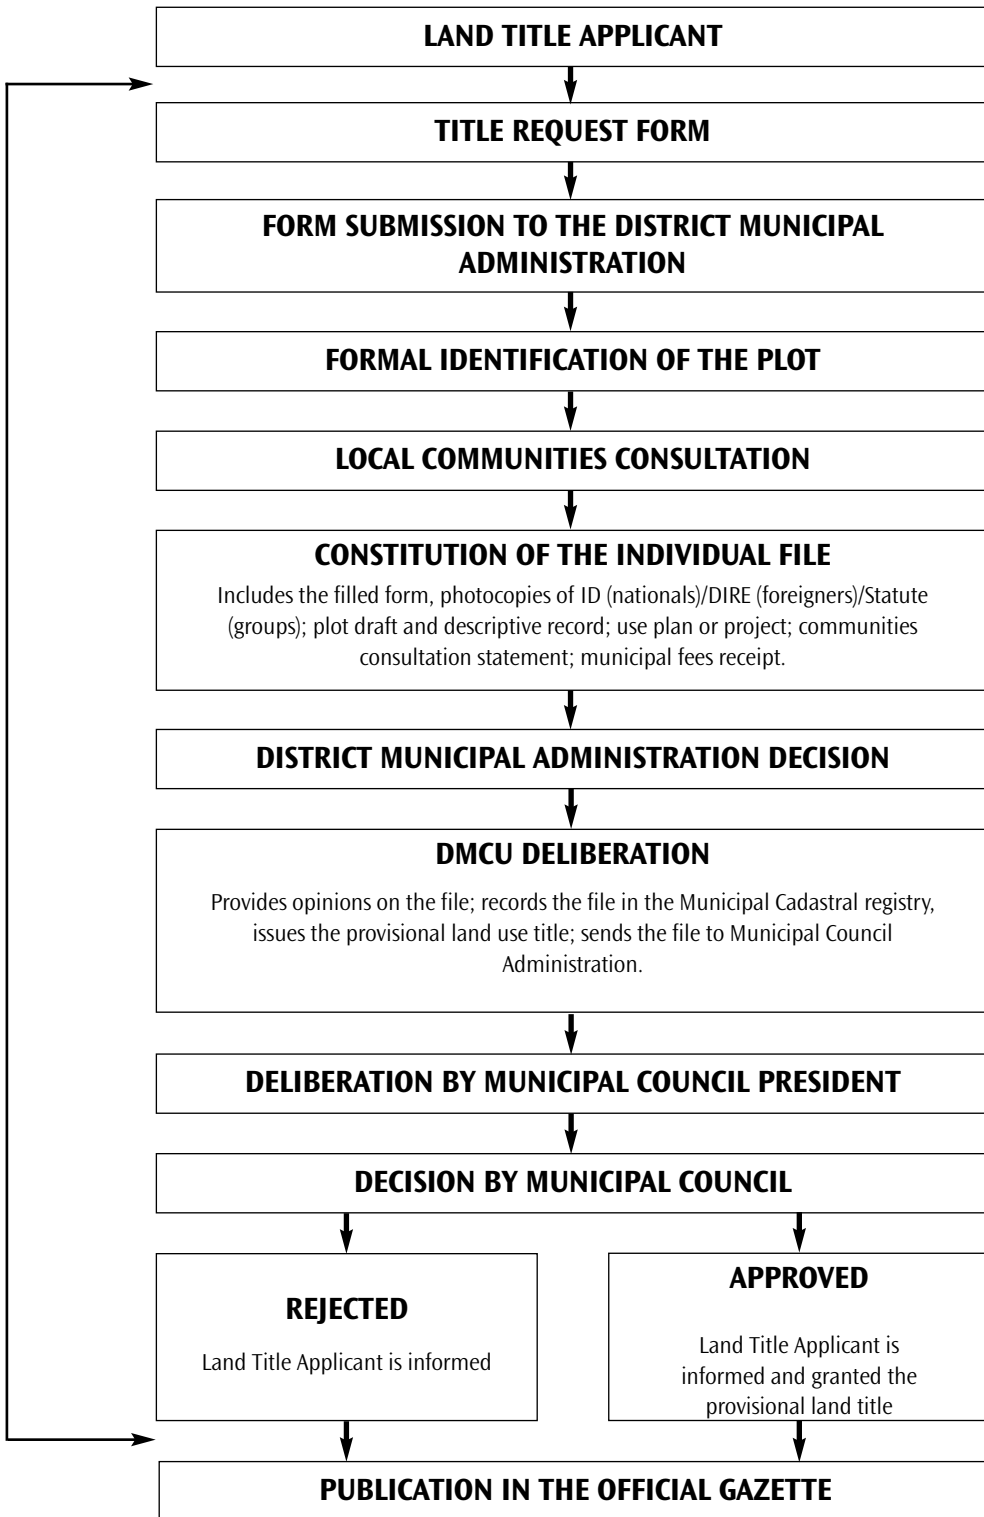 LAND TITLE APPLICANT
TITLE REQUEST FORM
FORM SUBMISSION TO THE DISTRICT MUNICIPAL
ADMINISTRATION
FORMAL IDENTIFICATION OF THE PLOT
LOCAL COMMUNITIES CONSULTATION
CONSTITUTION OF THE INDIVIDUAL FILE
Includes the filled form, photocopies of ID (nationals)/DIRE (foreigners)/Statute
(groups); plot draft and descriptive record; use plan or project; communities
consultation statement; municipal fees receipt.
DISTRICT MUNICIPAL ADMINISTRATION DECISION
DMCU DELIBERATION
Provides opinions on the file; records the file in the Municipal Cadastral registry,
issues the provisional land use title; sends the file to Municipal Council
Administration.
DELIBERATION BY MUNICIPAL COUNCIL PRESIDENT
DECISION BY MUNICIPAL COUNCIL
REJECTED
Land Title Applicant is informed
APPROVED
Land Title Applicant is
informed and granted the
provisional land title
PUBLICATION IN THE OFFICIAL GAZETTE